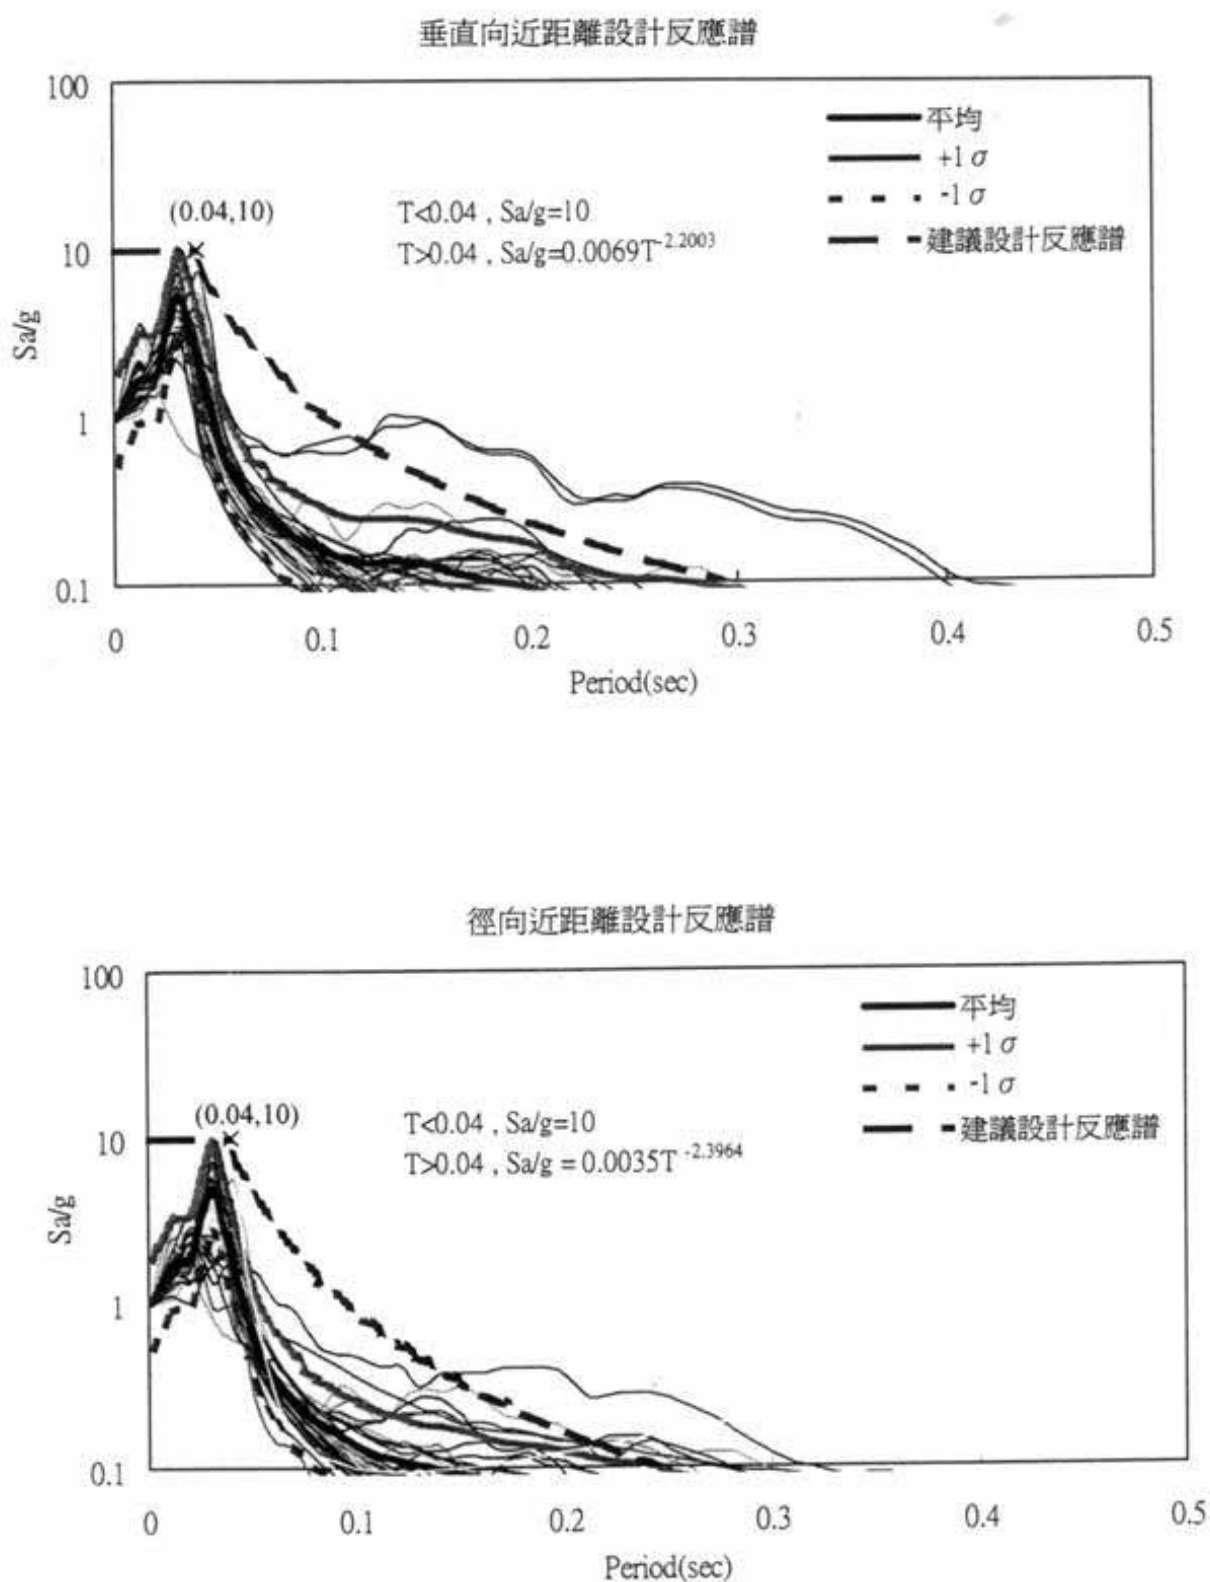 垂直向近距離設計反應譜
100
平均
+1 σ
-1 σ
建議設計反應譜
(0.04,10)
T<0.04 , Sa/g=10
T>0.04 , Sa/g=0.0069T^-2.2003
10
Sa/g
1
0.1
0 0.1 0.2 0.3 0.4 0.5
Period(sec)
徑向近距離設計反應譜
100
平均
+1 σ
-1 σ
建議設計反應譜
(0.04,10)
T<0.04 , Sa/g=10
T>0.04 , Sa/g = 0.0035T^-2.3964
10
Sa/g
1
0.1
0 0.1 0.2 0.3 0.4 0.5
Period(sec)